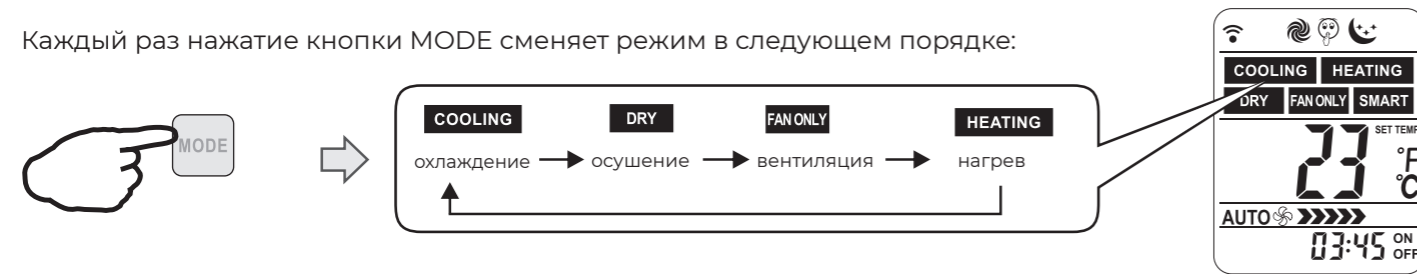 Каждый раз нажатие кнопки MODE сменяет режим в следующем порядке:
MODE
COOLING DRY FAN ONLY HEATING
охлаждение осушение вентиляция нагрев
COOLING HEATING
DRY FAN ONLY SMART
SET TEMP
23 °F
°C
AUTO
03:45 ON
OFF